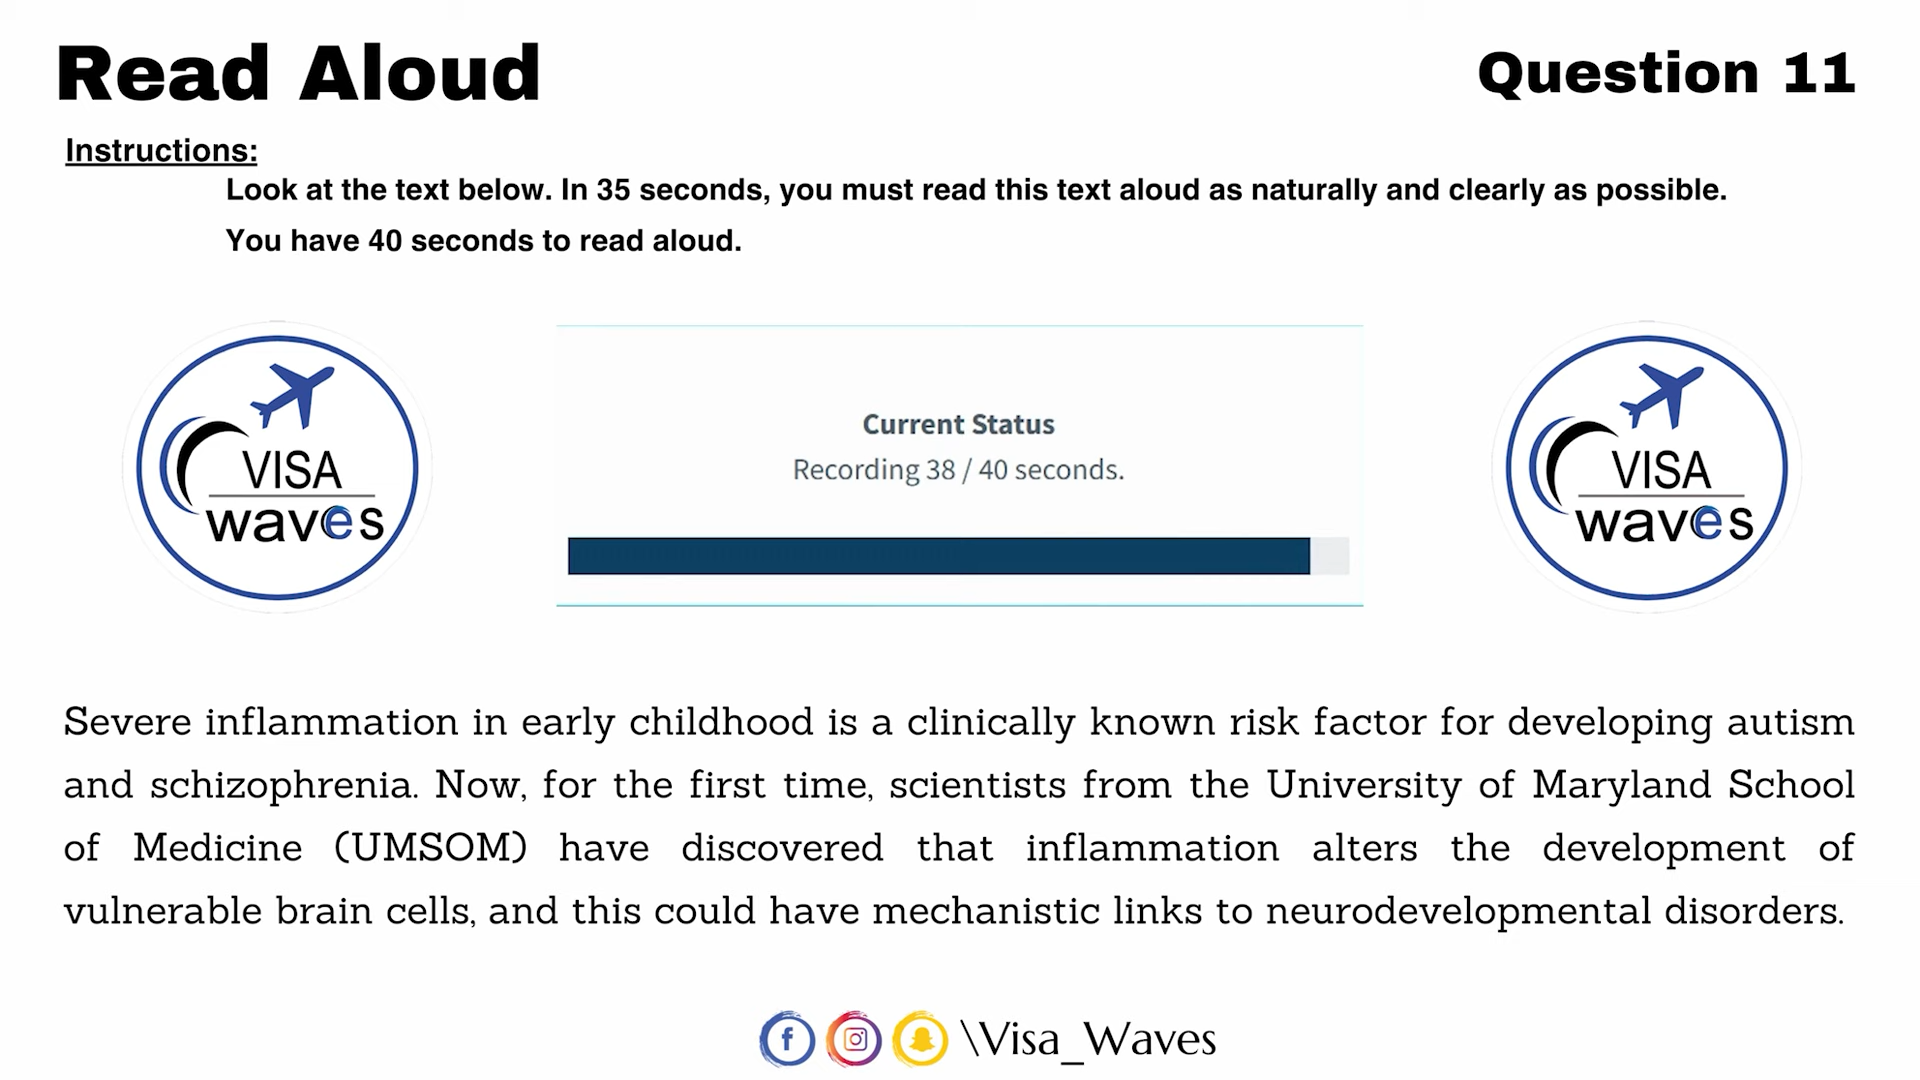 Read Aloud
Question 11
Instructions:
Look at the text below. In 35 seconds, you must read this text aloud as naturally and clearly as possible.
You have 40 seconds to read aloud.
VISA
waves
Current Status
Recording 38 / 40 seconds.
VISA
waves
Severe inflammation in early childhood is a clinically known risk factor for developing autism
and schizophrenia. Now, for the first time, scientists from the University of Maryland School
of Medicine (UMSOM) have discovered that inflammation alters the development of
vulnerable brain cells, and this could have mechanistic links to neurodevelopmental disorders.
\Visa_Waves